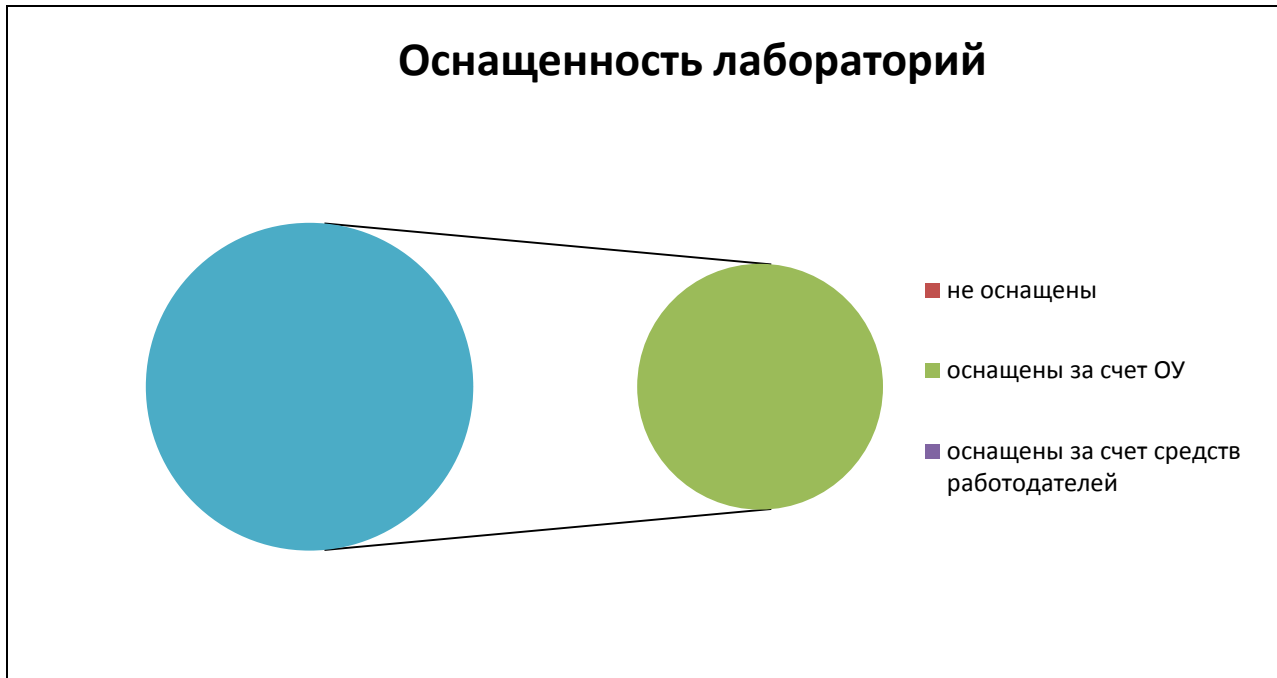 Оснащенность лабораторий
не оснащены
оснащены за счет ОУ
оснащены за счет средств
работодателей